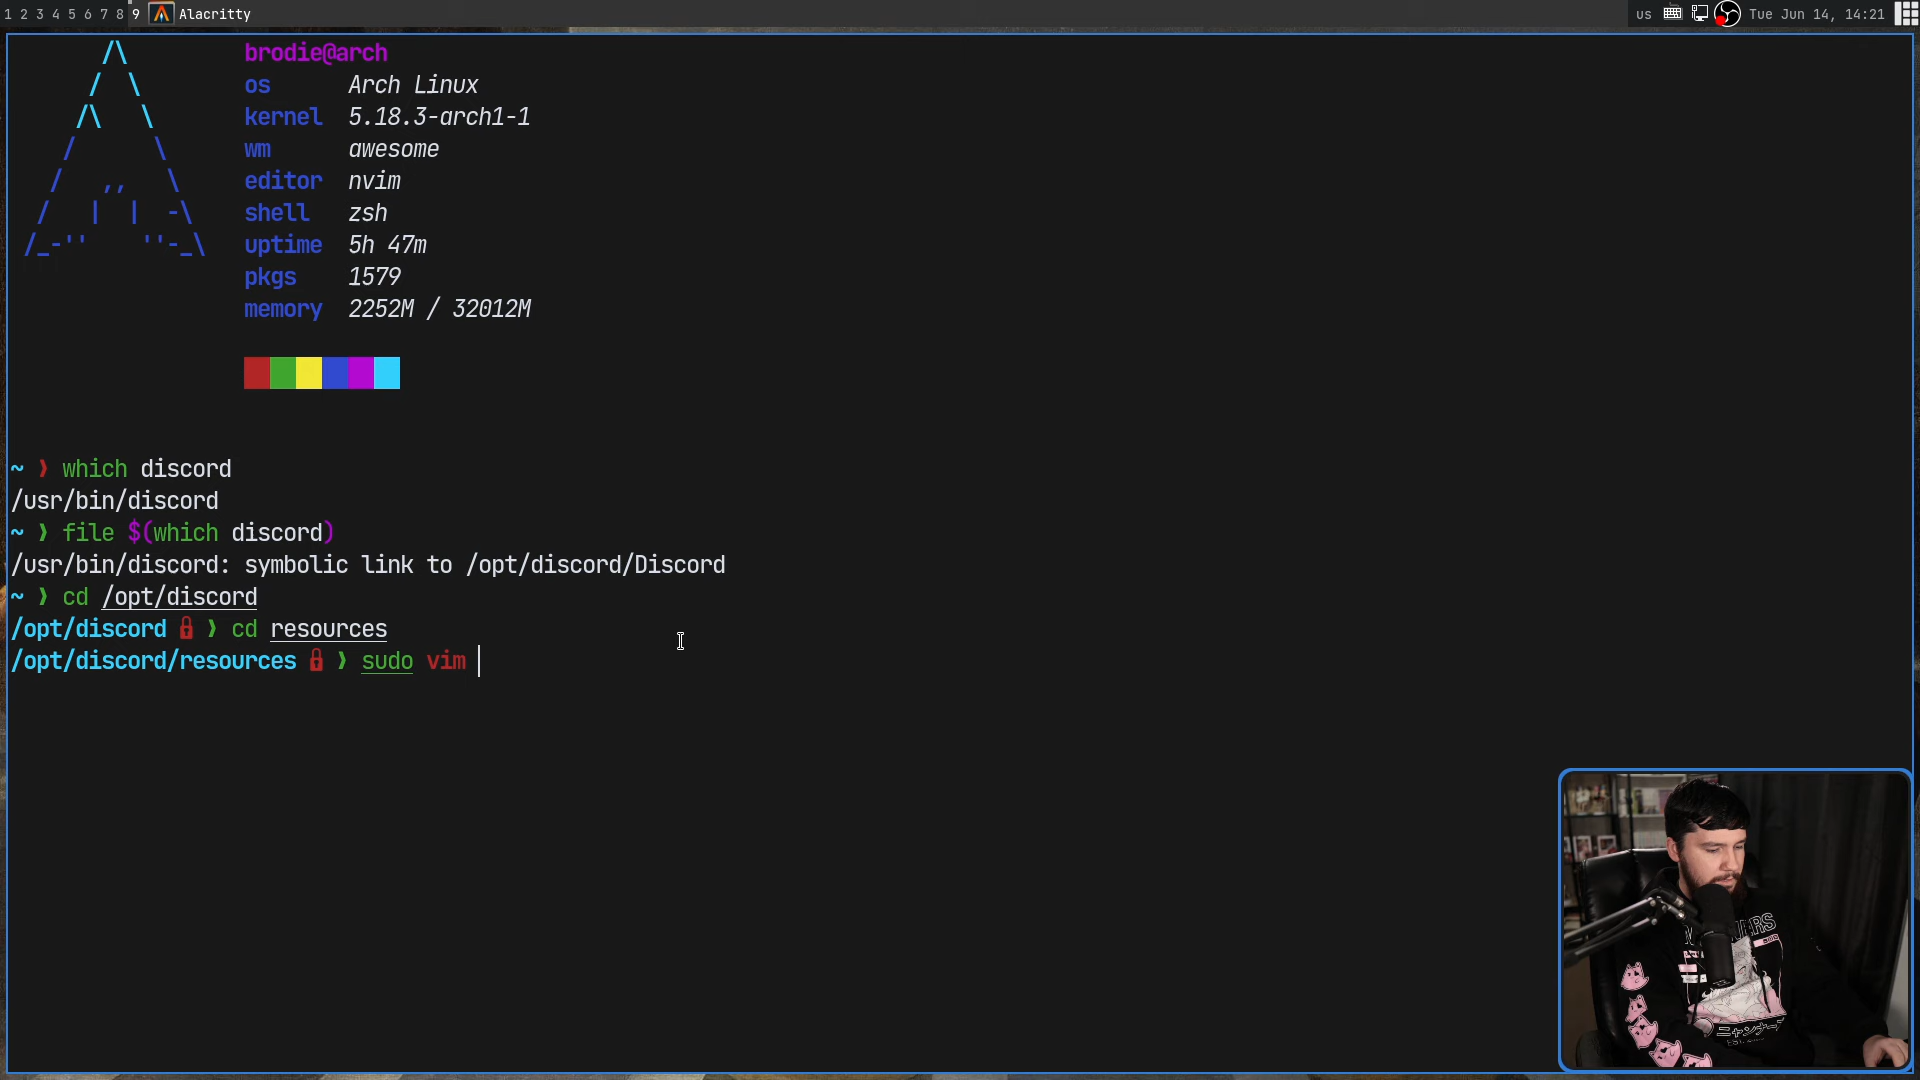 1 2 3 4 5 6 7 8 9 Alacritty
us Tue Jun 14, 14:21
brodie@arch
os Arch Linux
kernel 5.18.3-arch1-1
wm awesome
editor nvim
shell zsh
uptime 5h 47m
pkgs 1579
memory 2252M / 32012M
~ ❯ which discord
/usr/bin/discord
~ ❯ file $(which discord)
/usr/bin/discord: symbolic link to /opt/discord/Discord
~ ❯ cd /opt/discord
/opt/discord ❯ cd resources
/opt/discord/resources ❯ sudo vim